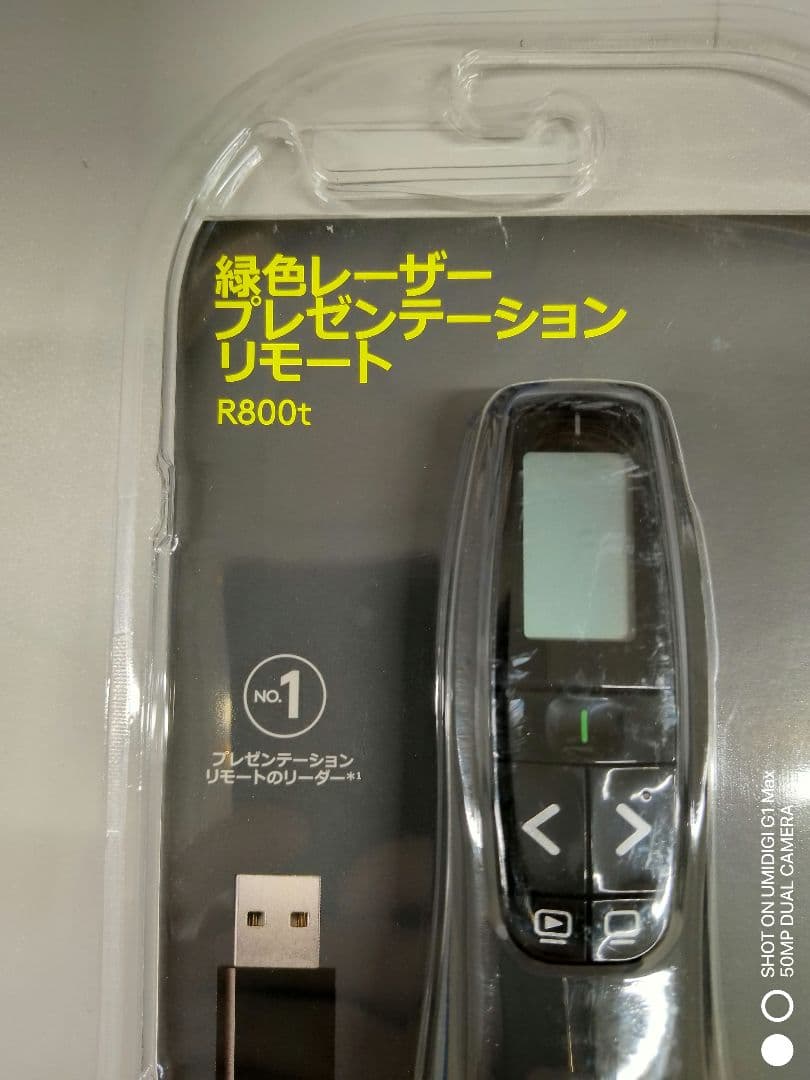 緑色レーザー
プレゼンテーション
リモート
R800t
NO.1
プレゼンテーション
リモートのリーダー*1
SHOT ON UMIDIGI G1 Max
50MP DUAL CAMERA